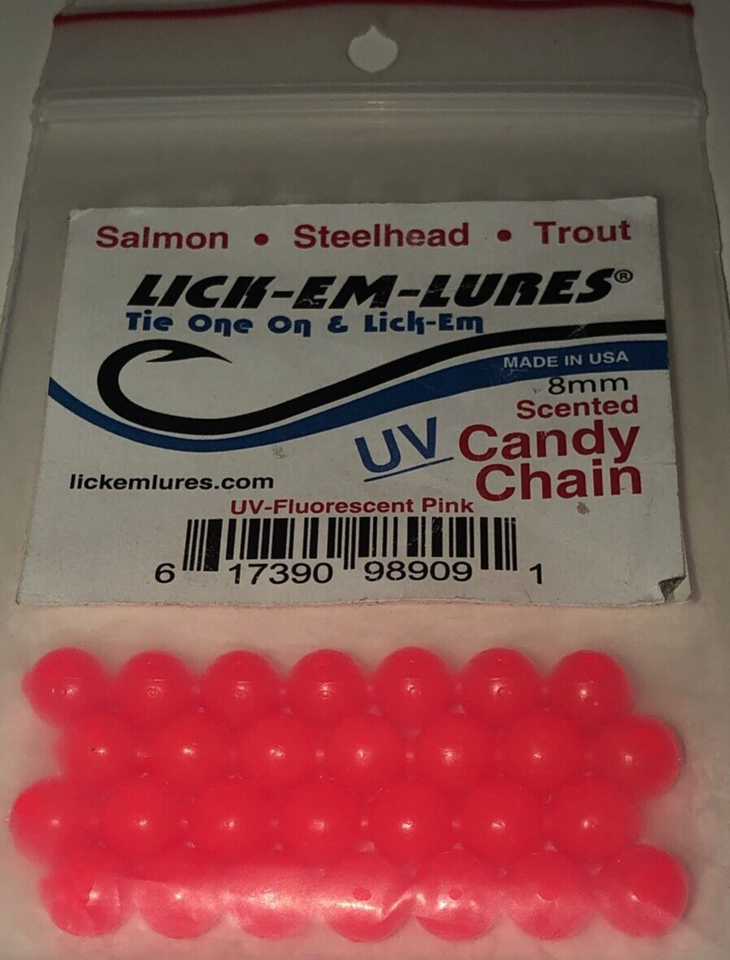 Salmon • Steelhead • Trout
LICK-EM-LURES®
Tie One On & Lick-Em
MADE IN USA
8mm
Scented
UV Candy
Chain
lickemlures.com
UV-Fluorescent Pink
6 17390 98909 1